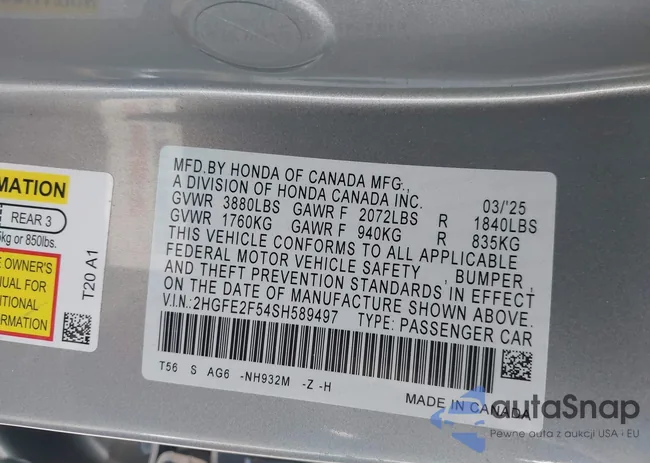 MATION
REAR 3
kg or 850lbs.
E OWNER'S
UAL FOR
ITIONAL
ORMATION
T20 A1
MFD.BY HONDA OF CANADA MFG.,
A DIVISION OF HONDA CANADA INC. 03/'25
GVWR 3880LBS GAWR F 2072LBS R 1840LBS
GVWR 1760KG GAWR F 940KG R 835KG
THIS VEHICLE CONFORMS TO ALL APPLICABLE
FEDERAL MOTOR VEHICLE SAFETY , BUMPER,
AND THEFT PREVENTION STANDARDS IN EFFECT
ON THE DATE OF MANUFACTURE SHOWN ABOVE.
V.I.N.:2HGFE2F54SH589497 TYPE: PASSENGER CAR
T56 S AG6 -NH932M -Z -H
MADE IN CANADA
autaSnap
Pewne auta z aukcji USA i EU